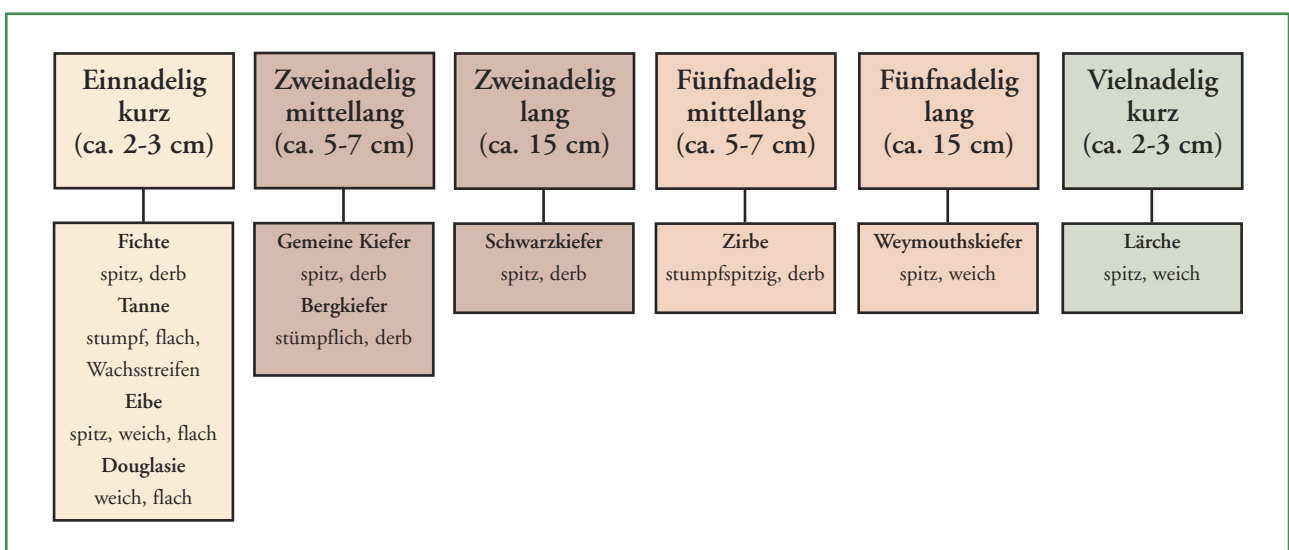 Einnadelig
kurz
(ca. 2-3 cm)
Fichte
spitz, derb
Tanne
stumpf, flach,
Wachsstreifen
Eibe
spitz, weich, flach
Douglasie
weich, flach
Zweinadelig
mittellang
(ca. 5-7 cm)
Gemeine Kiefer
spitz, derb
Bergkiefer
stümpflich, derb
Zweinadelig
lang
(ca. 15 cm)
Schwarzkiefer
spitz, derb
Fünfnadelig
mittellang
(ca. 5-7 cm)
Zirbe
stumpfspitzig, derb
Fünfnadelig
lang
(ca. 15 cm)
Weymouthskiefer
spitz, weich
Vielnadelig
kurz
(ca. 2-3 cm)
Lärche
spitz, weich